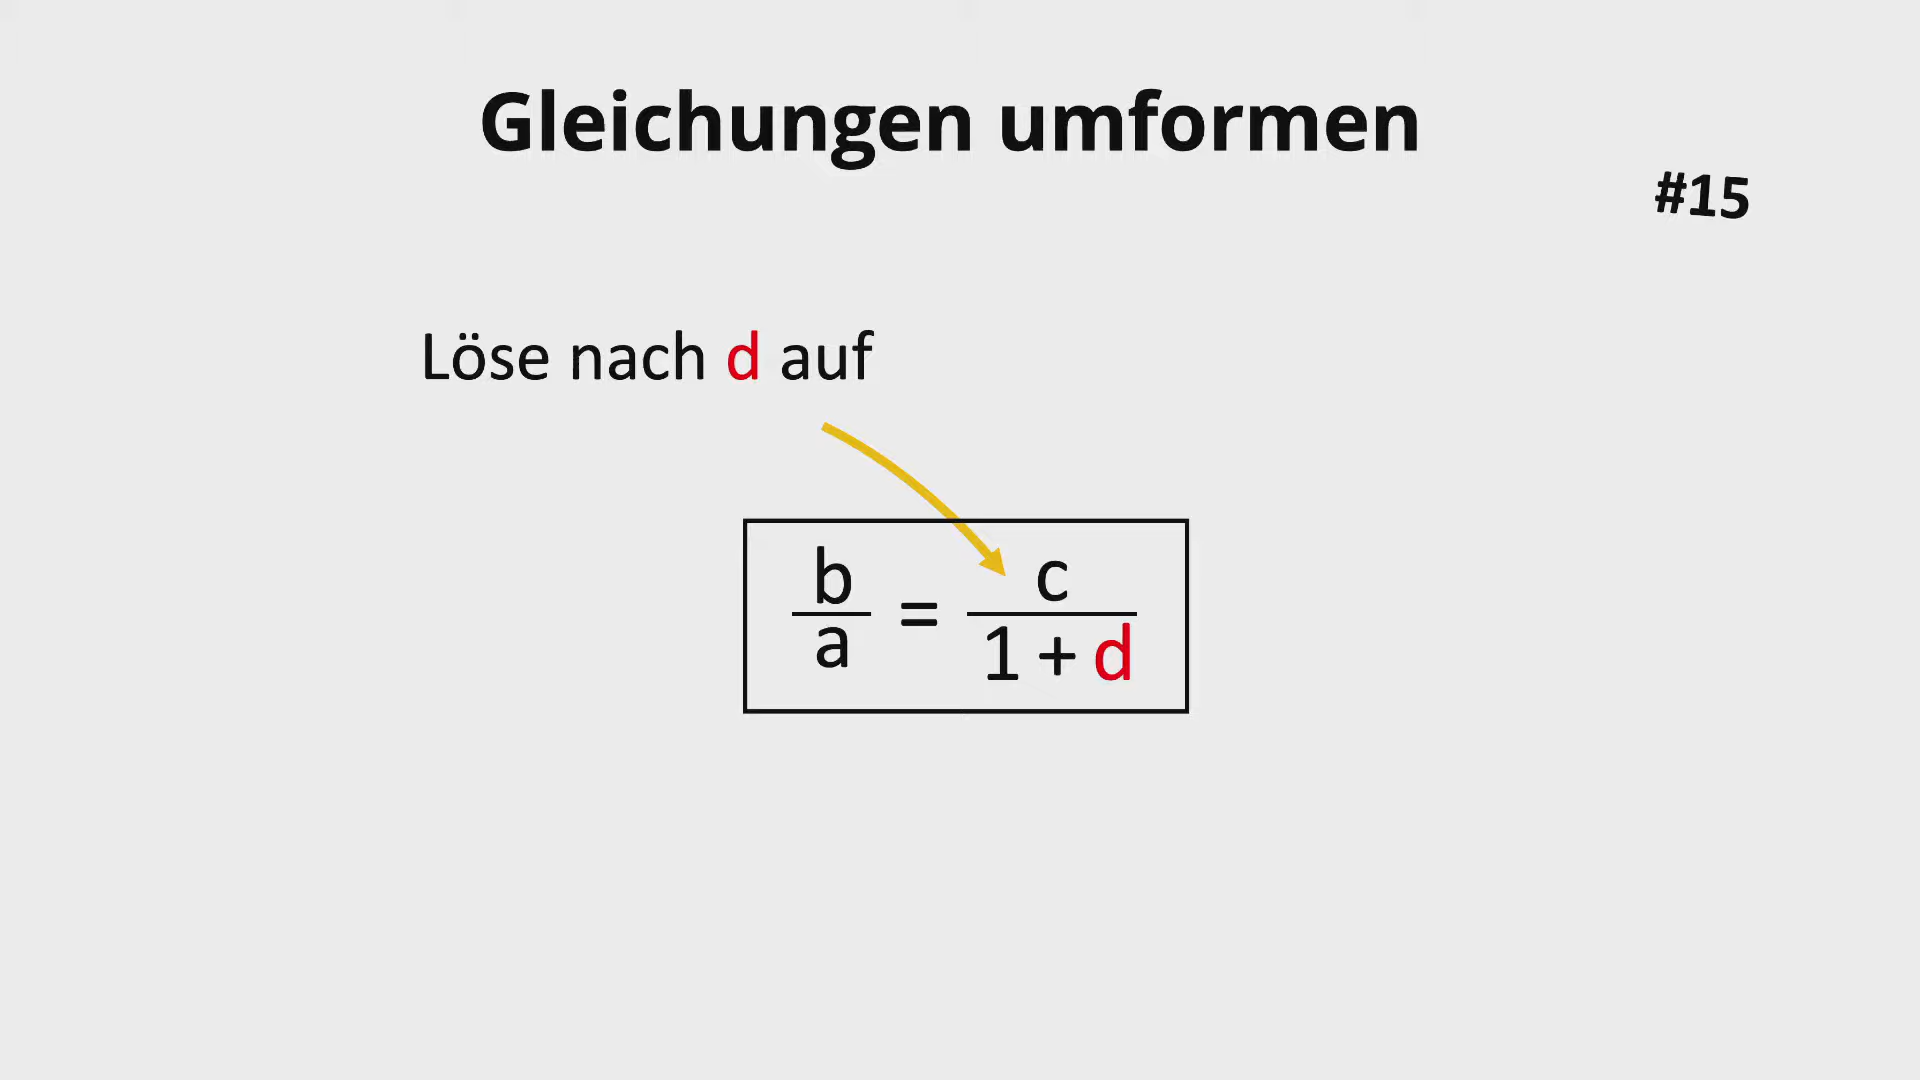 Gleichungen umformen
#15
Löse nach d auf
b/a = c/(1 + d)